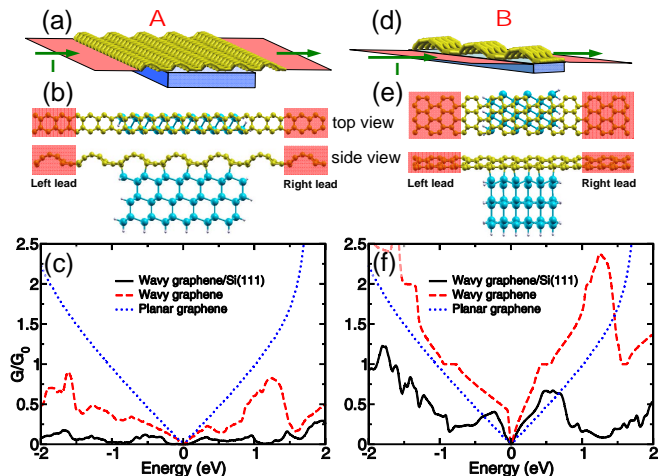 (a) A
I
(d) B
I
(b)
top view
side view
Left lead
Right lead
(e)
Left lead
Right lead
(c)
Wavy graphene/Si(111)
Wavy graphene
Planar graphene
G/G0
2.5
2
1.5
1
0.5
0
-2 -1 0 1 2
Energy (eV)
(f)
Wavy graphene/Si(111)
Wavy graphene
Planar graphene
2.5
2
1.5
1
0.5
0
-2 -1 0 1 2
Energy (eV)